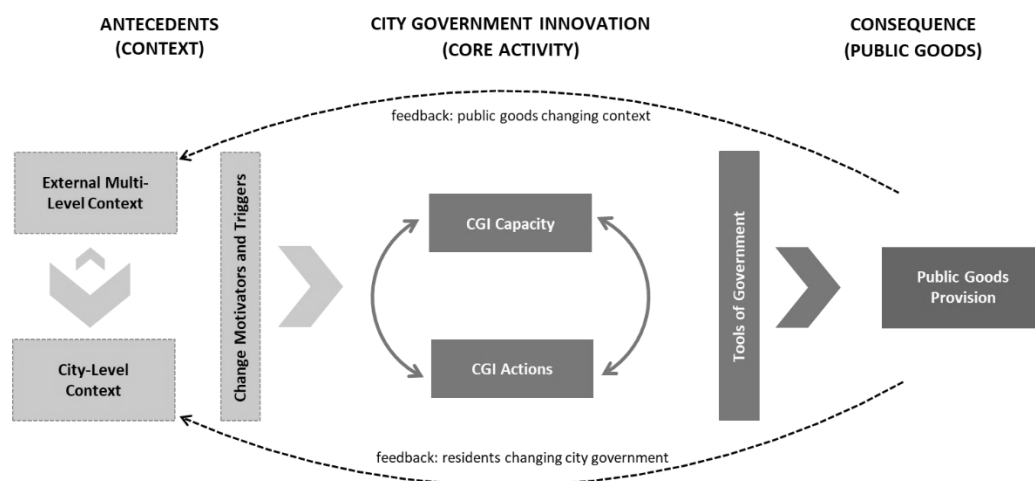 ANTECEDENTS
(CONTEXT)
CITY GOVERNMENT INNOVATION
(CORE ACTIVITY)
CONSEQUENCE
(PUBLIC GOODS)
feedback: public goods changing context
External Multi-
Level Context
City-Level
Context
Change Motivators and Triggers
CGI Capacity
CGI Actions
Tools of Government
Public Goods
Provision
feedback: residents changing city government